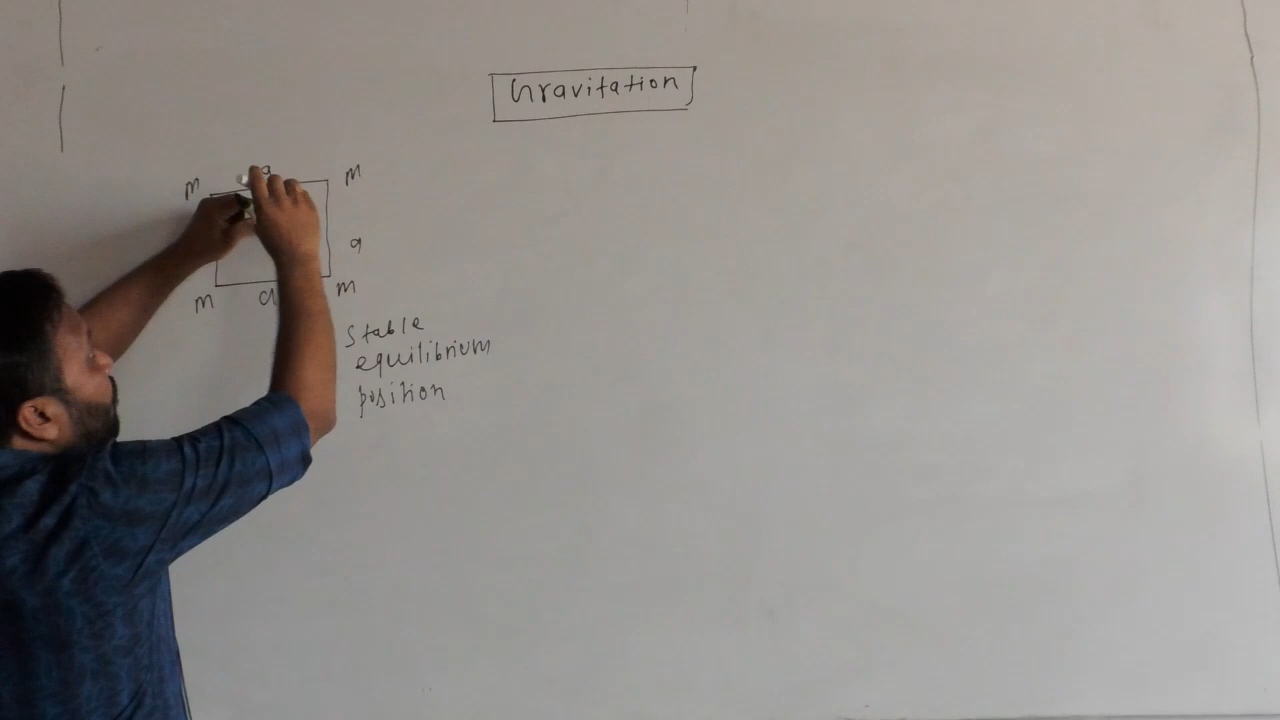 Gravitation
m a m
a
m a m
Stable
equilibrium
position